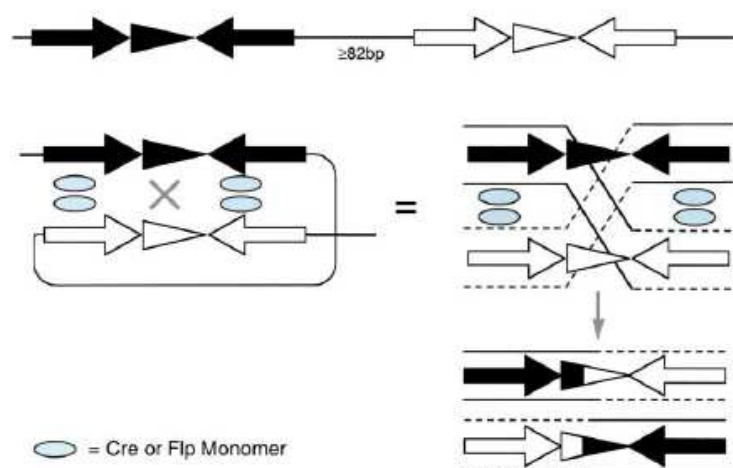 ≥82bp
=
= Cre or Flp Monomer